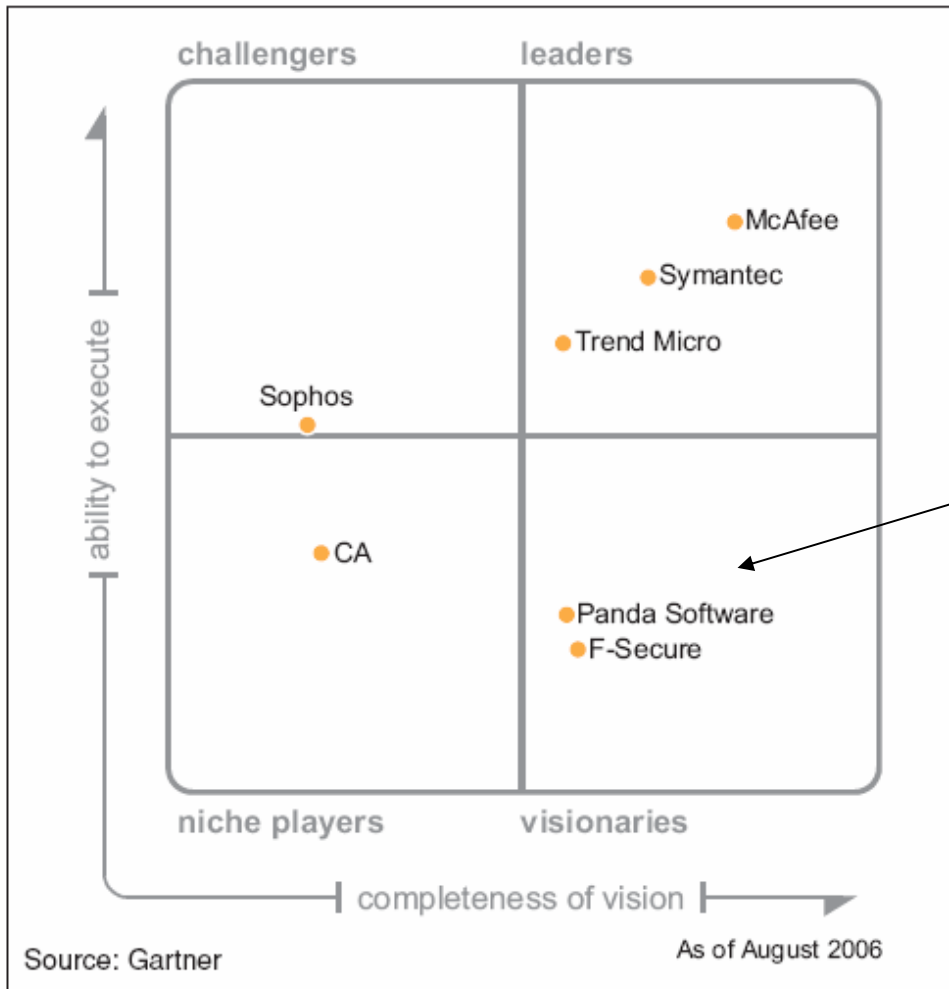 challengers
leaders
McAfee
Symantec
Trend Micro
Sophos
ability to execute
CA
Panda Software
F-Secure
niche players
visionaries
completeness of vision
Source: Gartner
As of August 2006